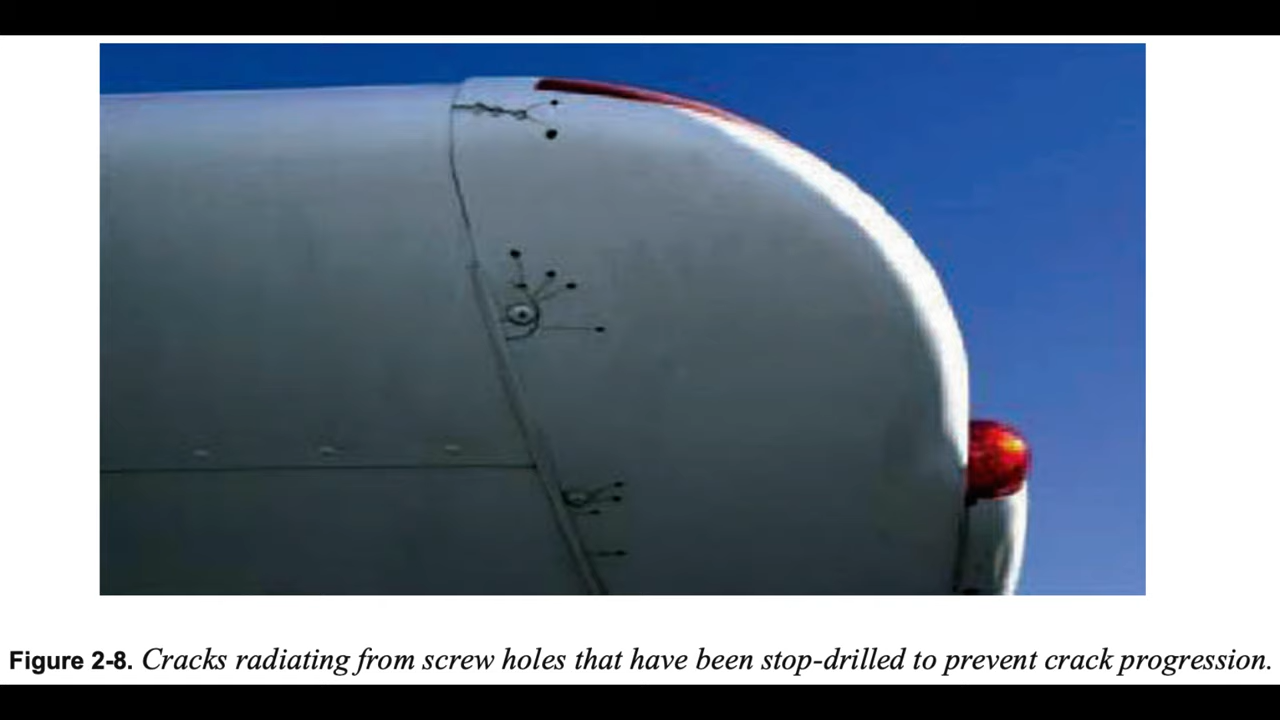 Figure 2-8. Cracks radiating from screw holes that have been stop-drilled to prevent crack progression.